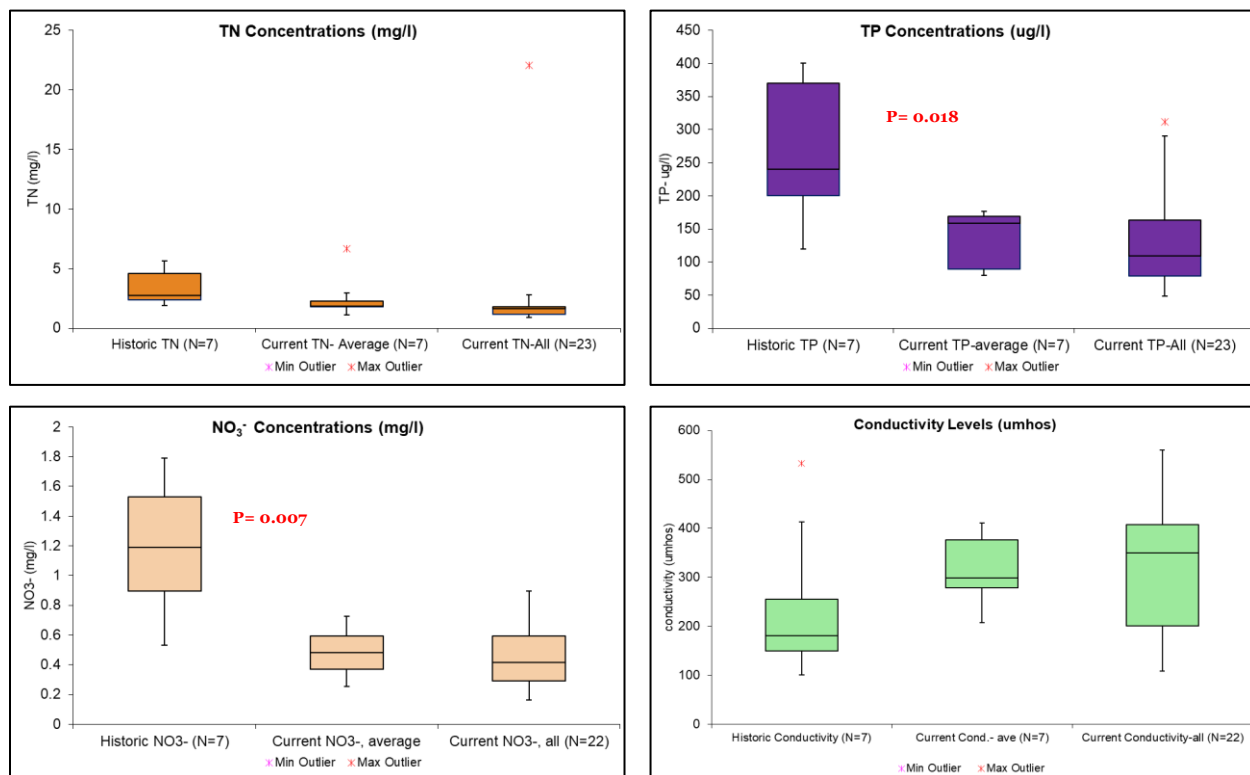 TN Concentrations (mg/l)
TN (mg/l)
25
20
15
10
5
0
Historic TN (N=7) Current TN- Average (N=7) Current TN-All (N=23)
Min Outlier Max Outlier
TP Concentrations (ug/l)
TP- ug/l)
450
400
350
300
250
200
150
100
50
0
P= 0.018
Historic TP (N=7) Current TP-average (N=7) Current TP-All (N=23)
Min Outlier Max Outlier
NO₃⁻ Concentrations (mg/l)
NO3- (mg/l)
2
1.8
1.6
1.4
1.2
1
0.8
0.6
0.4
0.2
0
P= 0.007
Historic NO3- (N=7) Current NO3-, average Current NO3-, all (N=22)
Min Outlier Max Outlier
Conductivity Levels (umhos)
conductivity (umhos)
600
500
400
300
200
100
0
Historic Conductivity (N=7) Current Cond.- ave (N=7) Current Conductivity-all (N=22)
Min Outlier Max Outlier